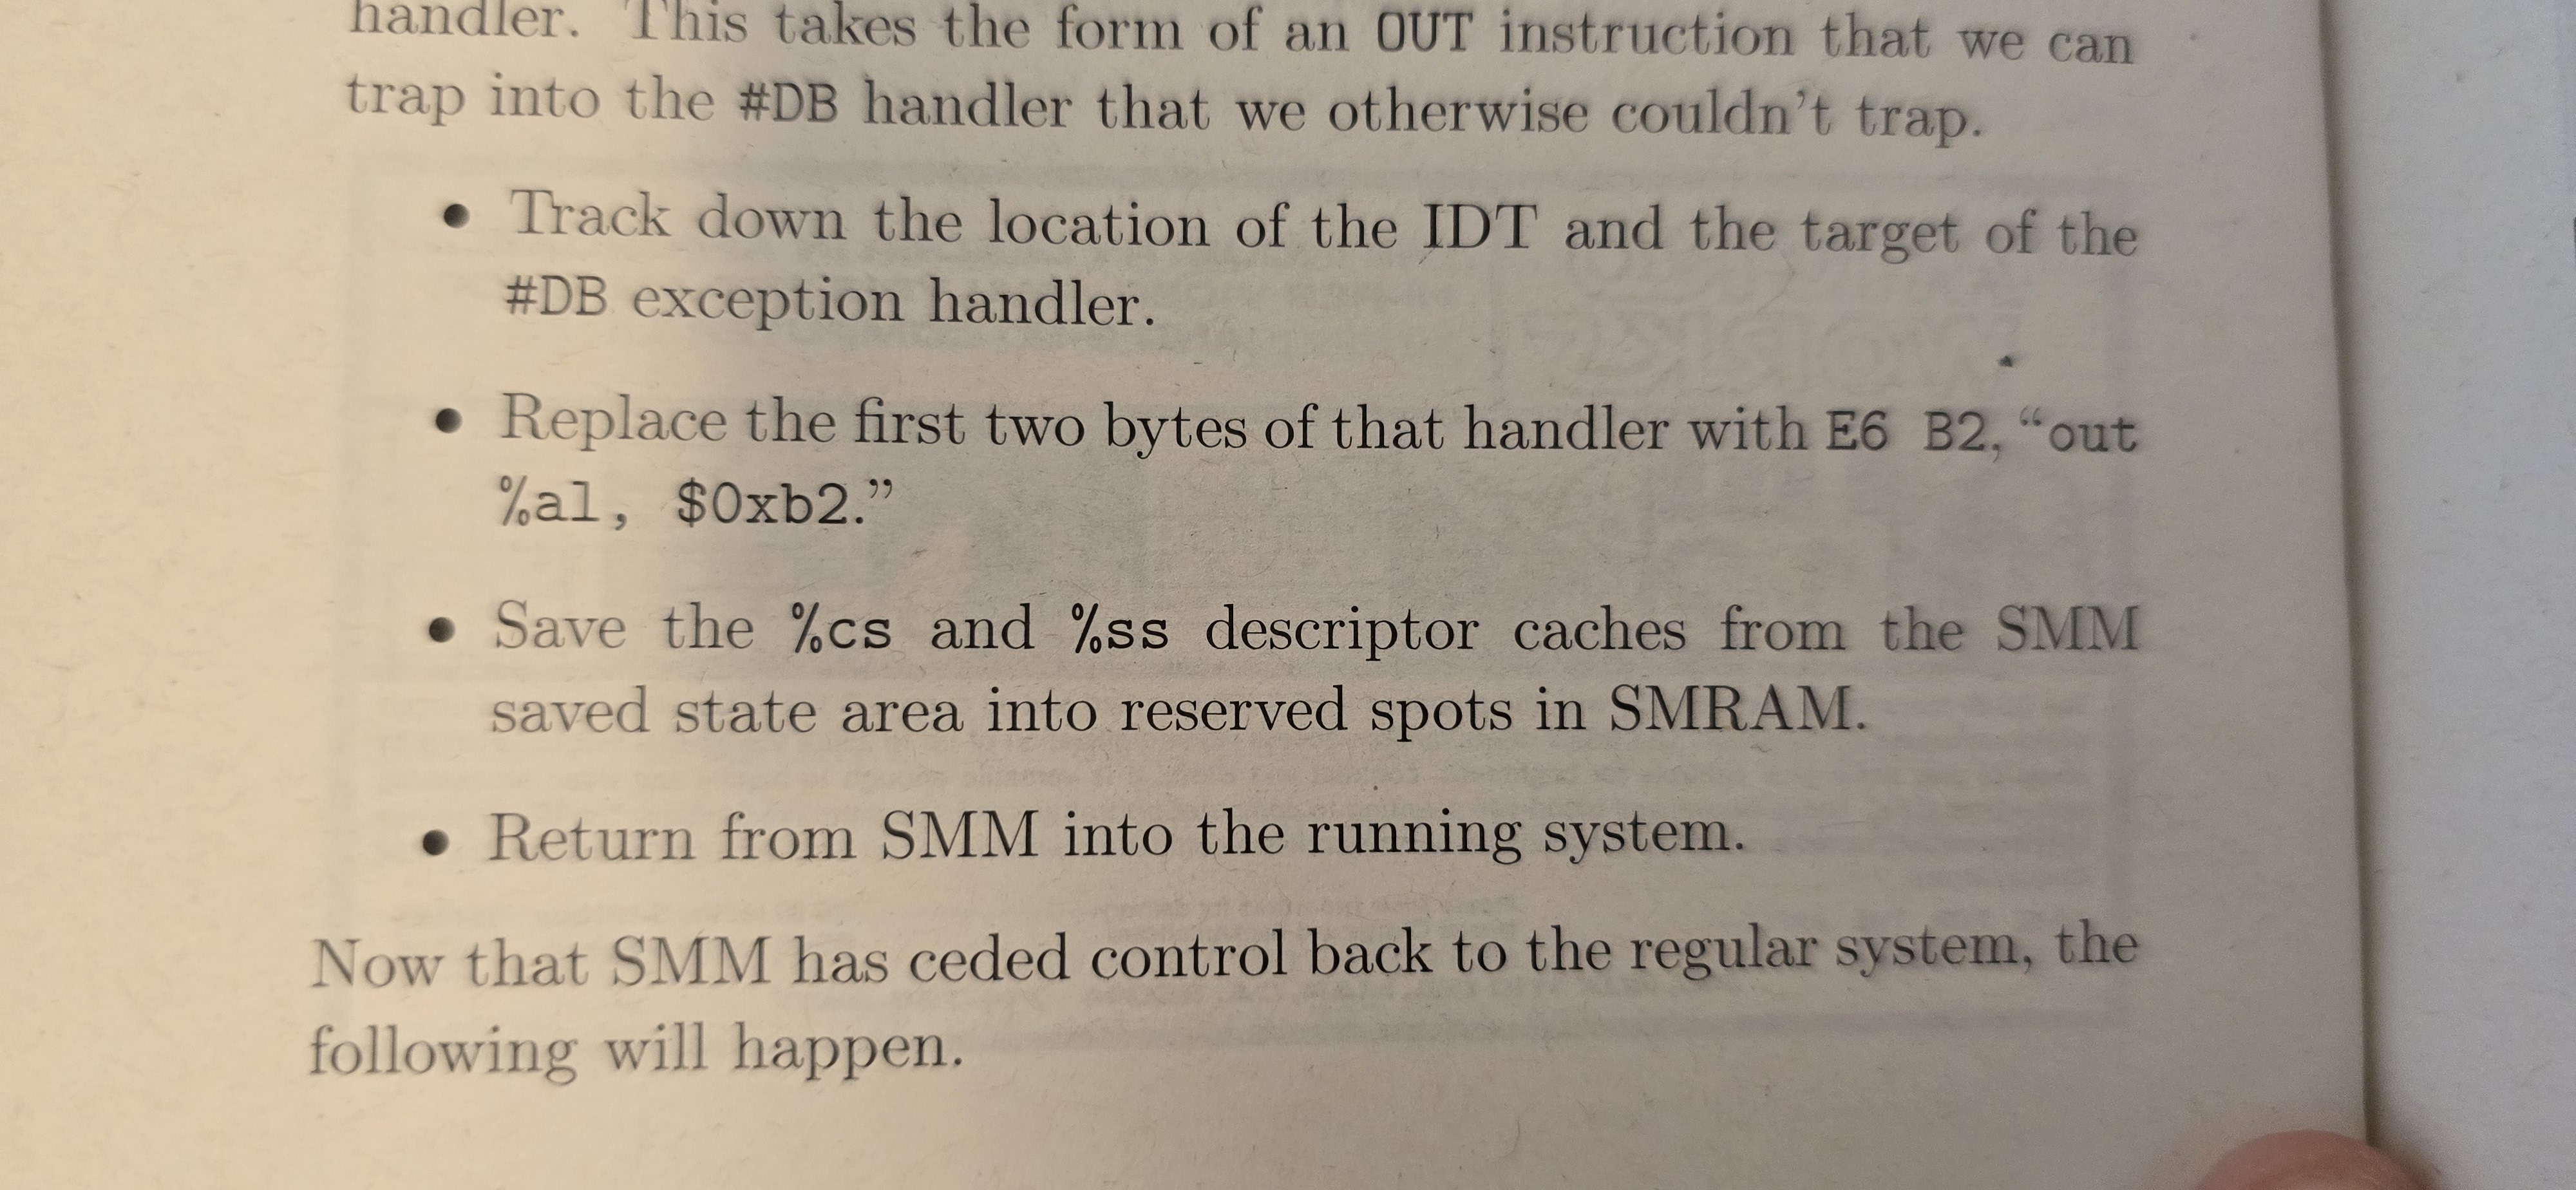 handler. This takes the form of an OUT instruction that we can
trap into the #DB handler that we otherwise couldn't trap.
• Track down the location of the IDT and the target of the
#DB exception handler.
• Replace the first two bytes of that handler with E6 B2, “out
%al, $0xb2.”
• Save the %cs and %ss descriptor caches from the SMM
saved state area into reserved spots in SMRAM.
• Return from SMM into the running system.
Now that SMM has ceded control back to the regular system, the
following will happen.